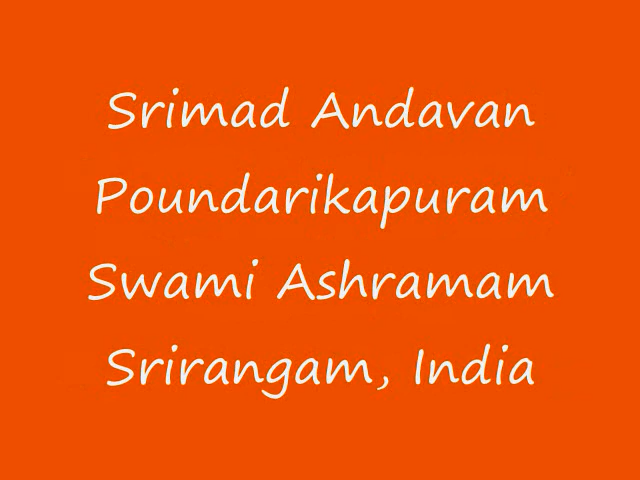 Srimad Andavan
Poundarikapuram
Swami Ashramam
Srirangam, India